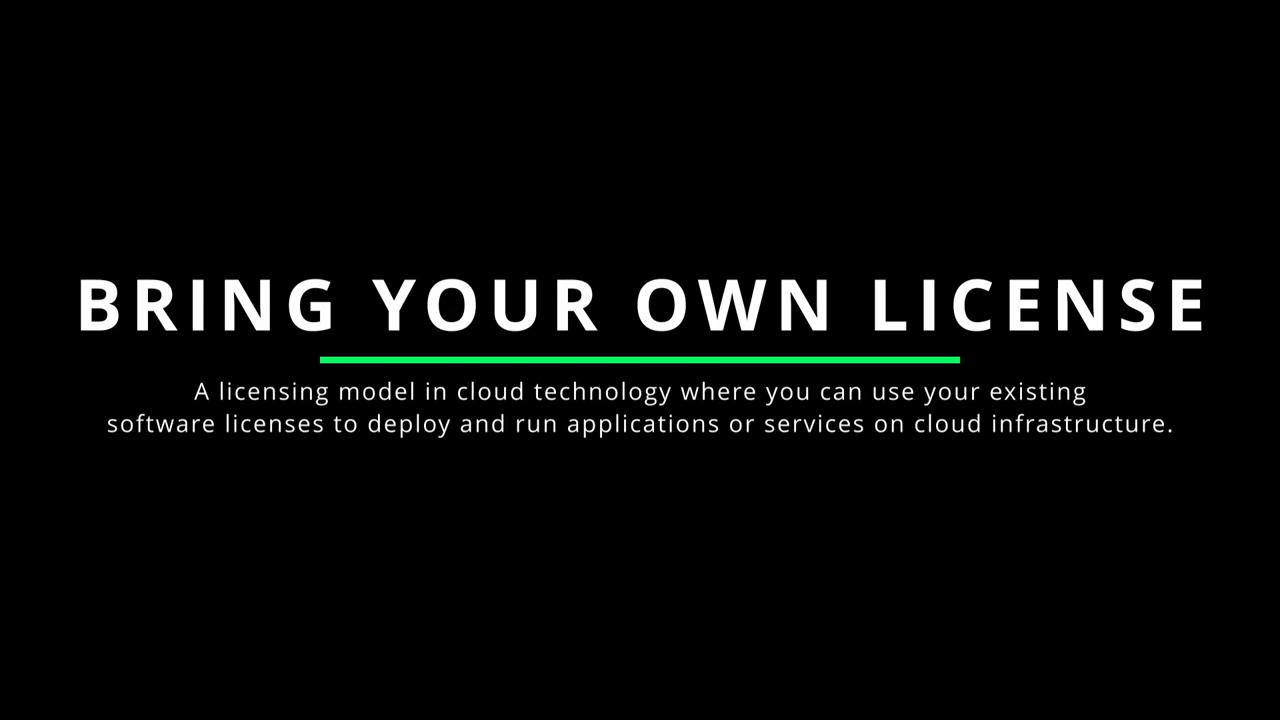 BRING YOUR OWN LICENSE
A licensing model in cloud technology where you can use your existing
software licenses to deploy and run applications or services on cloud infrastructure.